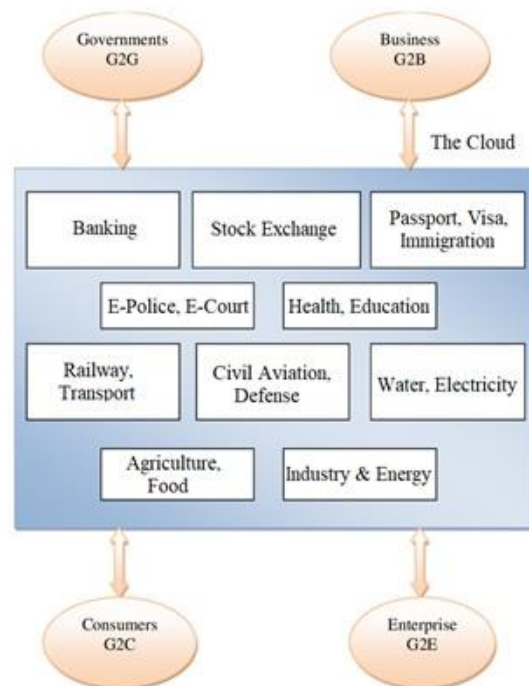 Governments
G2G
Business
G2B
The Cloud
Banking
Stock Exchange
Passport, Visa,
Immigration
E-Police, E-Court
Health, Education
Railway,
Transport
Civil Aviation,
Defense
Water, Electricity
Agriculture,
Food
Industry & Energy
Consumers
G2C
Enterprise
G2E